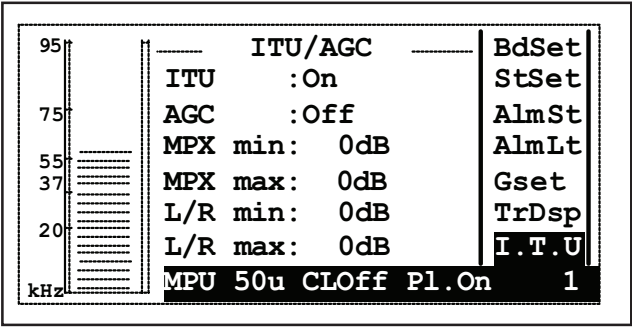 95
75
55
37
20
kHz
ITU/AGC
ITU :On
AGC :Off
MPX min: 0dB
MPX max: 0dB
L/R min: 0dB
L/R max: 0dB
BdSet
StSet
AlmSt
AlmLt
Gset
TrDsp
I.T.U
MPU 50u CLOff Pl.On 1